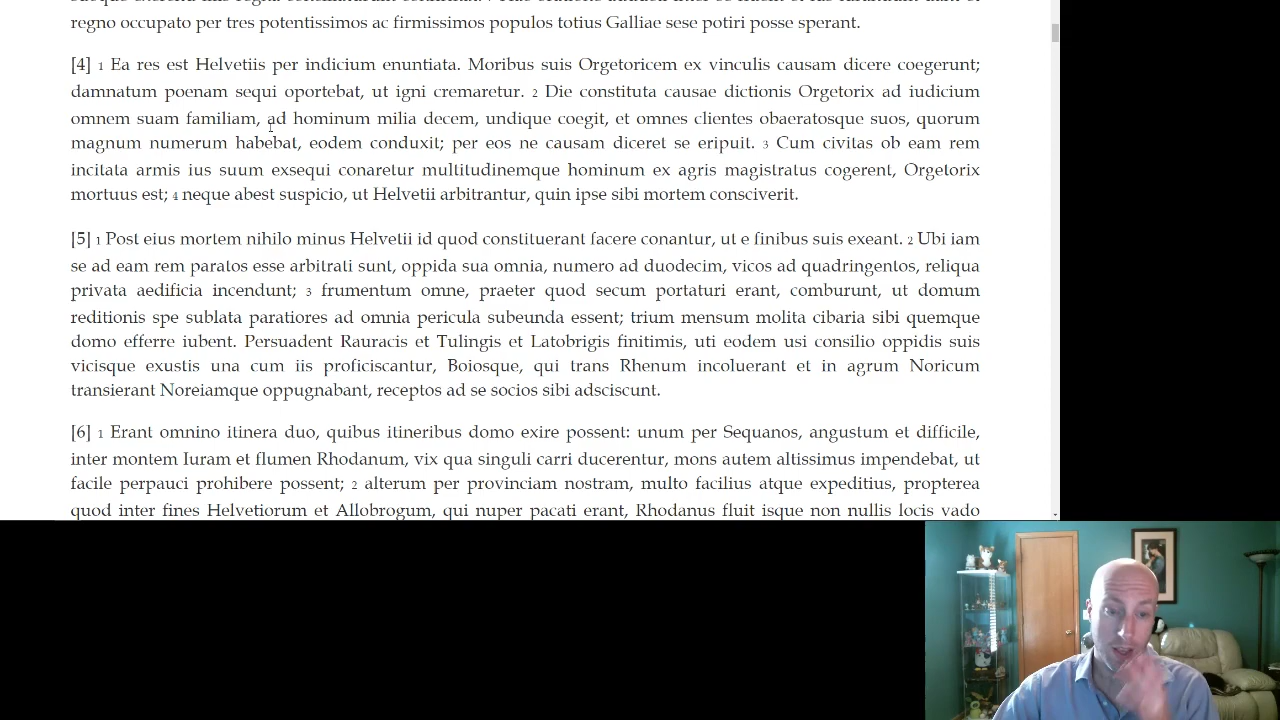 regno occupato per tres potentissimos ac firmissimos populos totius Galliae sese potiri posse sperant.
[4] 1 Ea res est Helvetiis per indicium enuntiata. Moribus suis Orgetoricem ex vinculis causam dicere coegerunt;
damnatum poenam sequi oportebat, ut igni cremaretur. 2 Die constituta causae dictionis Orgetorix ad iudicium
omnem suam familiam, ad hominum milia decem, undique coegit, et omnes clientes obaeratosque suos, quorum
magnum numerum habebat, eodem conduxit; per eos ne causam diceret se eripuit. 3 Cum civitas ob eam rem
incitata armis ius suum exsequi conaretur multitudinemque hominum ex agris magistratus cogerent, Orgetorix
mortuus est; 4 neque abest suspicio, ut Helvetii arbitrantur, quin ipse sibi mortem consciverit.
[5] 1 Post eius mortem nihilo minus Helvetii id quod constituerant facere conantur, ut e finibus suis exeant. 2 Ubi iam
se ad eam rem paratos esse arbitrati sunt, oppida sua omnia, numero ad duodecim, vicos ad quadringentos, reliqua
privata aedificia incendunt; 3 frumentum omne, praeter quod secum portaturi erant, comburunt, ut domum
reditionis spe sublata paratiores ad omnia pericula subeunda essent; trium mensum molita cibaria sibi quemque
domo efferre iubent. Persuadent Rauracis et Tulingis et Latobrigis finitimis, uti eodem usi consilio oppidis suis
vicisque exustis una cum iis proficiscantur, Boiosque, qui trans Rhenum incoluerant et in agrum Noricum
transierant Noreiamque oppugnabant, receptos ad se socios sibi adsciscunt.
[6] 1 Erant omnino itinera duo, quibus itineribus domo exire possent: unum per Sequanos, angustum et difficile,
inter montem Iuram et flumen Rhodanum, vix qua singuli carri ducerentur, mons autem altissimus impendebat, ut
facile perpauci prohibere possent; 2 alterum per provinciam nostram, multo facilius atque expeditius, propterea
quod inter fines Helvetiorum et Allobrogum, qui nuper pacati erant, Rhodanus fluit isque non nullis locis vado